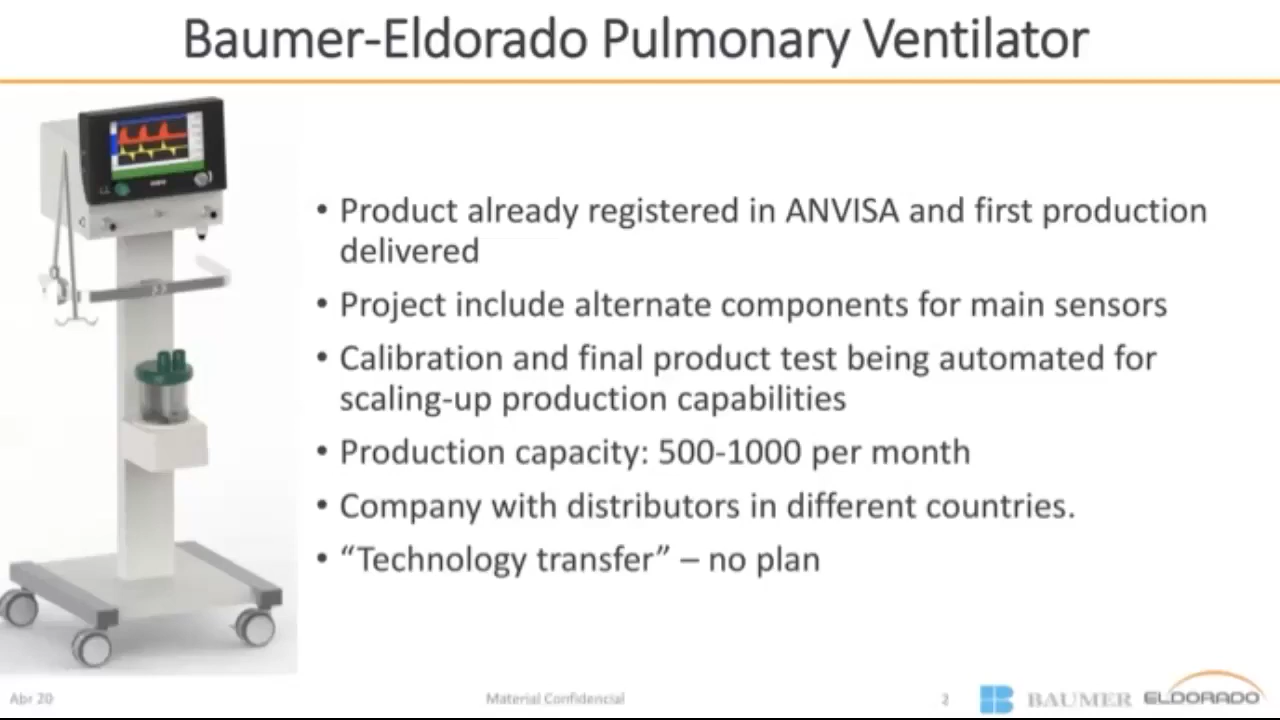 Baumer-Eldorado Pulmonary Ventilator
• Product already registered in ANVISA and first production
delivered
• Project include alternate components for main sensors
• Calibration and final product test being automated for
scaling-up production capabilities
• Production capacity: 500-1000 per month
• Company with distributors in different countries.
• “Technology transfer” – no plan
Abr 20
Material Confidencial
2
BAUMER
ELDORADO